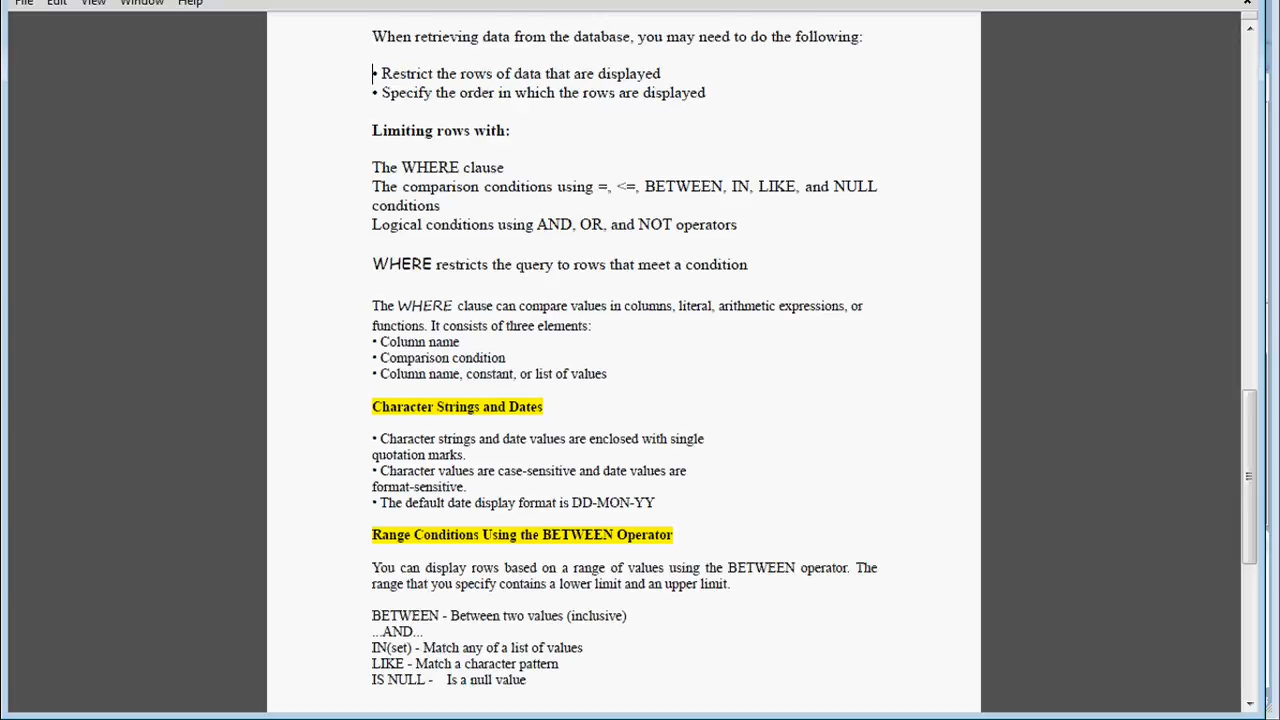 File Edit View Window Help
When retrieving data from the database, you may need to do the following:
• Restrict the rows of data that are displayed
• Specify the order in which the rows are displayed
Limiting rows with:
The WHERE clause
The comparison conditions using =, <=, BETWEEN, IN, LIKE, and NULL
conditions
Logical conditions using AND, OR, and NOT operators
WHERE restricts the query to rows that meet a condition
The WHERE clause can compare values in columns, literal, arithmetic expressions, or
functions. It consists of three elements:
• Column name
• Comparison condition
• Column name, constant, or list of values
Character Strings and Dates
• Character strings and date values are enclosed with single
quotation marks.
• Character values are case-sensitive and date values are
format-sensitive.
• The default date display format is DD-MON-YY
Range Conditions Using the BETWEEN Operator
You can display rows based on a range of values using the BETWEEN operator. The
range that you specify contains a lower limit and an upper limit.
BETWEEN - Between two values (inclusive)
...AND...
IN(set) - Match any of a list of values
LIKE - Match a character pattern
IS NULL - Is a null value